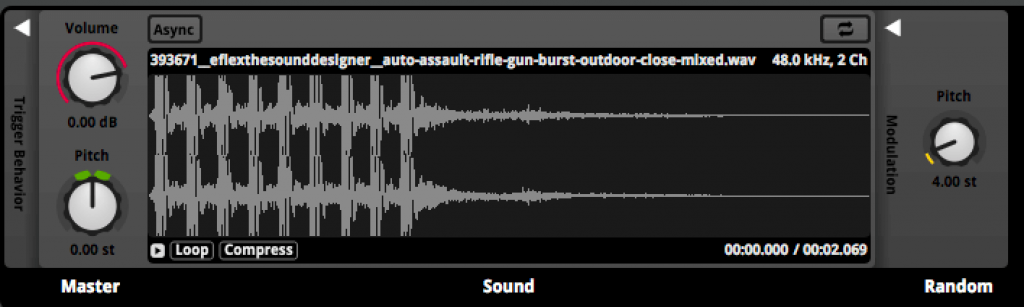 Volume
Async
393671__eflexthesounddesigner__auto-assault-rifle-gun-burst-outdoor-close-mixed.wav 48.0 kHz, 2 Ch
Trigger Behavior
0.00 dB
Pitch
0.00 st
Loop Compress
00:00.000 / 00:02.069
Modulation
Pitch
4.00 st
Master
Sound
Random